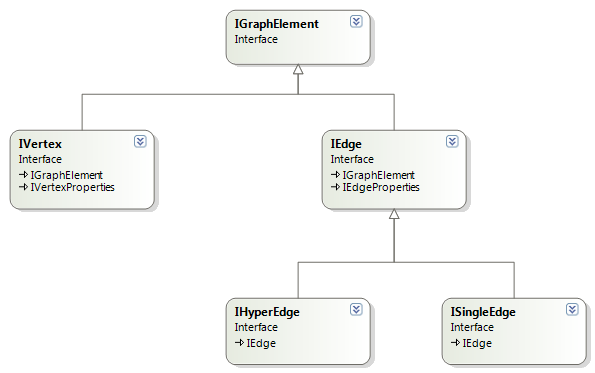 IGraphElement
Interface
IVertex
Interface
IGraphElement
IVertexProperties
IEdge
Interface
IGraphElement
IEdgeProperties
IHyperEdge
Interface
IEdge
ISingleEdge
Interface
IEdge